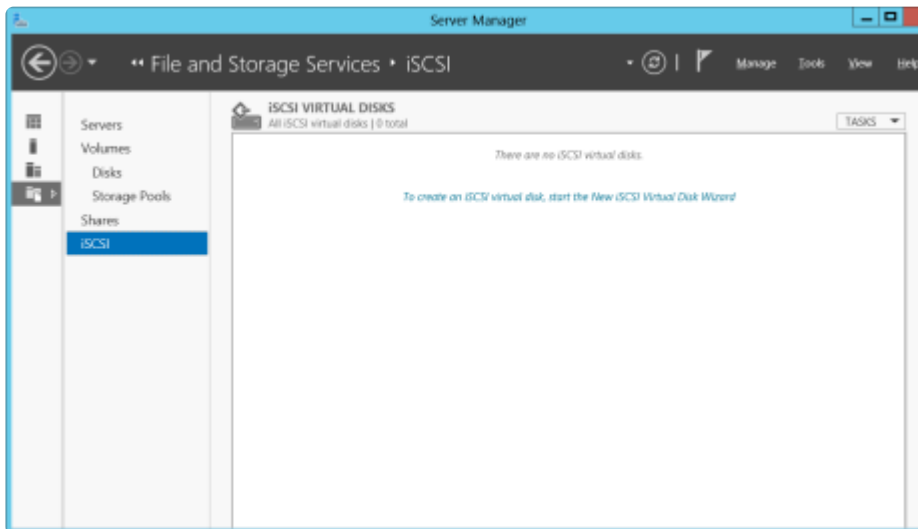 Server Manager
File and Storage Services • iSCSI
Manage Tools View Help
Servers
Volumes
Disks
Storage Pools
Shares
iSCSI
iSCSI VIRTUAL DISKS
All iSCSI virtual disks | 0 total
TASKS
There are no iSCSI virtual disks.
To create an iSCSI virtual disk, start the New iSCSI Virtual Disk Wizard